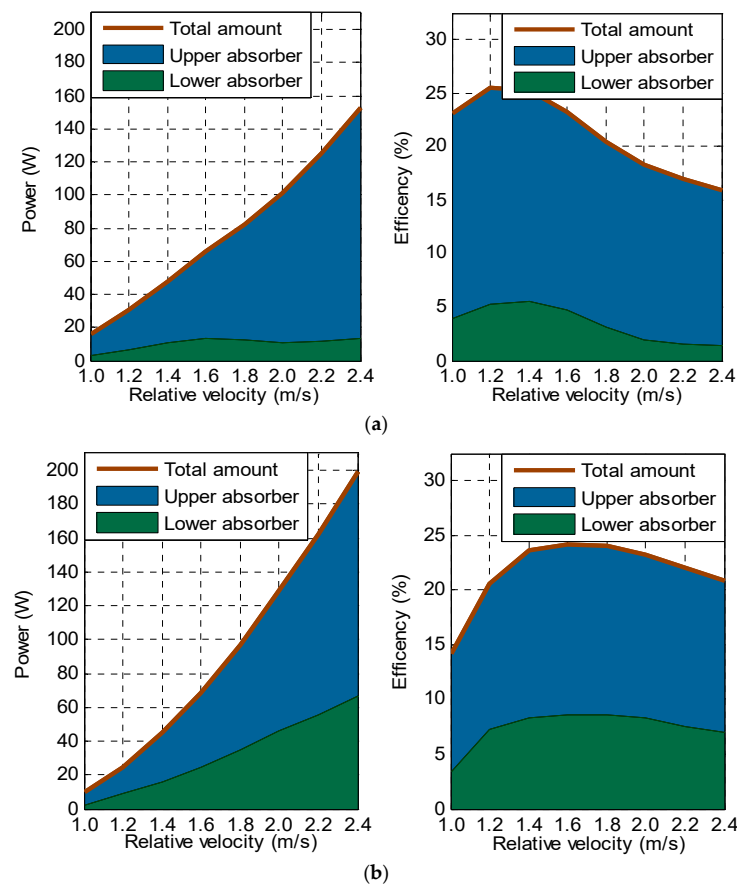 200
180
160
140
120
100
80
60
40
20
0
Power (W)
Total amount
Upper absorber
Lower absorber
1.0 1.2 1.4 1.6 1.8 2.0 2.2 2.4
Relative velocity (m/s)
30
25
20
15
10
5
0
Efficency (%)
Total amount
Upper absorber
Lower absorber
1.0 1.2 1.4 1.6 1.8 2.0 2.2 2.4
Relative velocity (m/s)
(a)
200
180
160
140
120
100
80
60
40
20
0
Power (W)
Total amount
Upper absorber
Lower absorber
1.0 1.2 1.4 1.6 1.8 2.0 2.2 2.4
Relative velocity (m/s)
30
25
20
15
10
5
0
Efficency (%)
Total amount
Upper absorber
Lower absorber
1.0 1.2 1.4 1.6 1.8 2.0 2.2 2.4
Relative velocity (m/s)
(b)